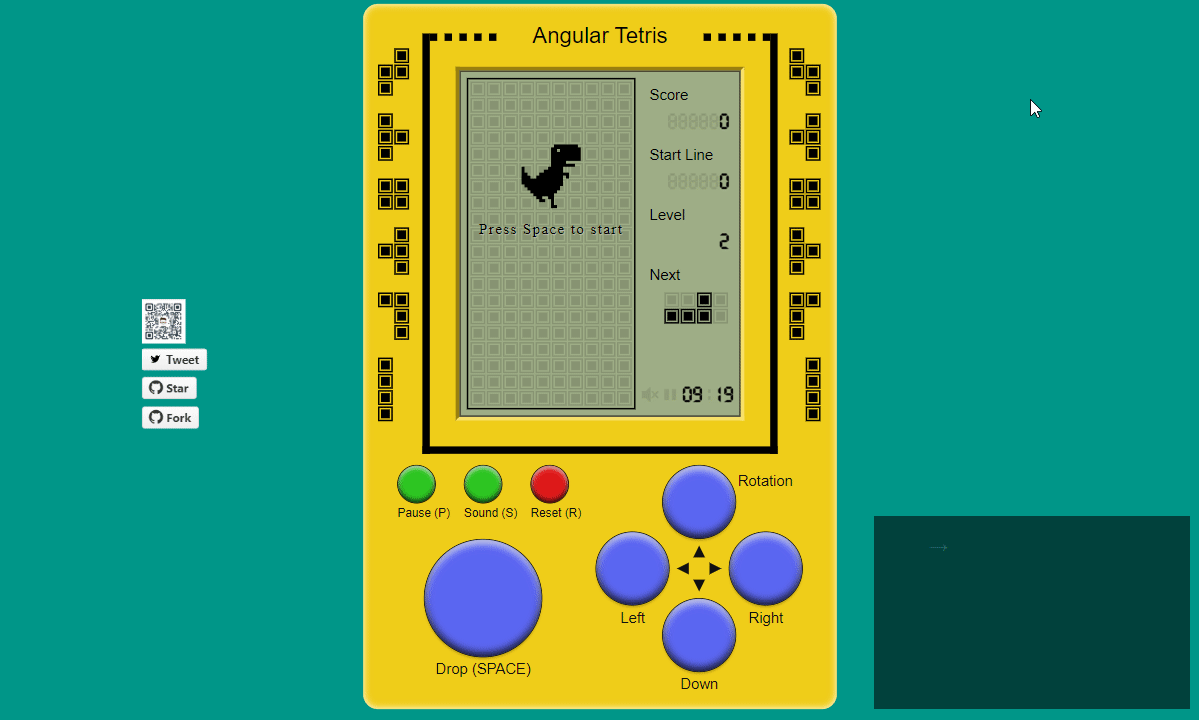 Angular Tetris
Score
0
Start Line
0
Level
2
Next
Press Space to start
09:19
Tweet
Star
Fork
Pause (P)
Sound (S)
Reset (R)
Rotation
Left
Right
Down
Drop (SPACE)
→